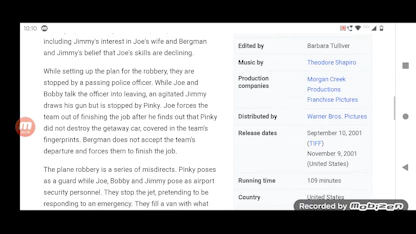 10:10
including Jimmy's interest in Joe's wife and Bergman
and Jimmy's belief that Joe's skills are declining.
While setting up the plan for the robbery, they are
stopped by a passing police officer. While Joe and
Bobby talk the officer into leaving, an agitated Jimmy
draws his gun but is stopped by Pinky. Joe forces the
team out of finishing the job after he finds out that Pinky
did not destroy the getaway car, covered in the team's
fingerprints. Bergman does not accept the team's
departure and forces them to finish the job.
The plane robbery is a series of misdirects. Pinky poses
as a guard while Joe, Bobby and Jimmy pose as airport
security personnel. They stop the jet, pretending to be
responding to an emergency. They fill a van with what
Edited by Barbara Tulliver
Music by Theodore Shapiro
Production Morgan Creek
companies Productions
Franchise Pictures
Distributed by Warner Bros. Pictures
Release dates September 10, 2001
(TIFF)
November 9, 2001
(United States)
Running time 109 minutes
Country United States
Recorded by Mobizen